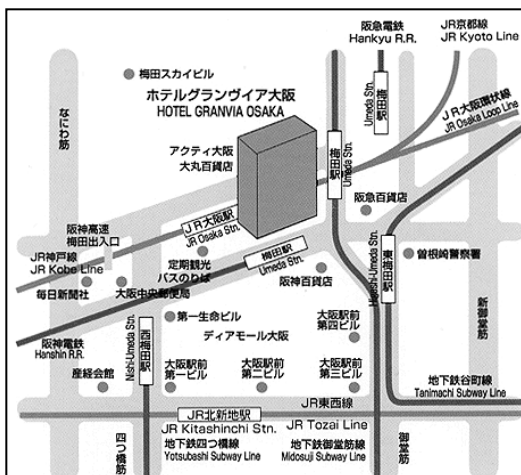 阪急電鉄
Hankyu R.R.
JR京都線
JR Kyoto Line
梅田スカイビル
ホテルグランヴィア大阪
HOTEL GRANVIA OSAKA
梅田駅
Umeda Stn.
JR大阪環状線
JR Osaka Loop Line
なにわ筋
アクティ大阪
大丸百貨店
梅田駅
Umeda Stn.
阪急百貨店
JR大阪駅
JR Osaka Stn.
阪神高速
梅田出入口
梅田駅
Umeda Stn.
東梅田駅
Higashi-Umeda Stn.
曽根崎警察署
JR神戸線
JR Kobe Line
定期観光
バスのりば
阪神百貨店
毎日新聞社
大阪中央郵便局
新御堂筋
第一生命ビル
ディアモール大阪
大阪駅前
第四ビル
阪神電鉄
Hanshin R.R.
西梅田駅
Nishi-Umeda Stn.
産経会館
大阪駅前
第一ビル
大阪駅前
第二ビル
大阪駅前
第三ビル
地下鉄谷町線
Tanimachi Subway Line
JR東西線
JR北新地駅
JR Kitashinchi Stn.
JR Tozai Line
四つ橋筋
地下鉄四つ橋線
Yotsubashi Subway Line
地下鉄御堂筋線
Midosuji Subway Line
御堂筋